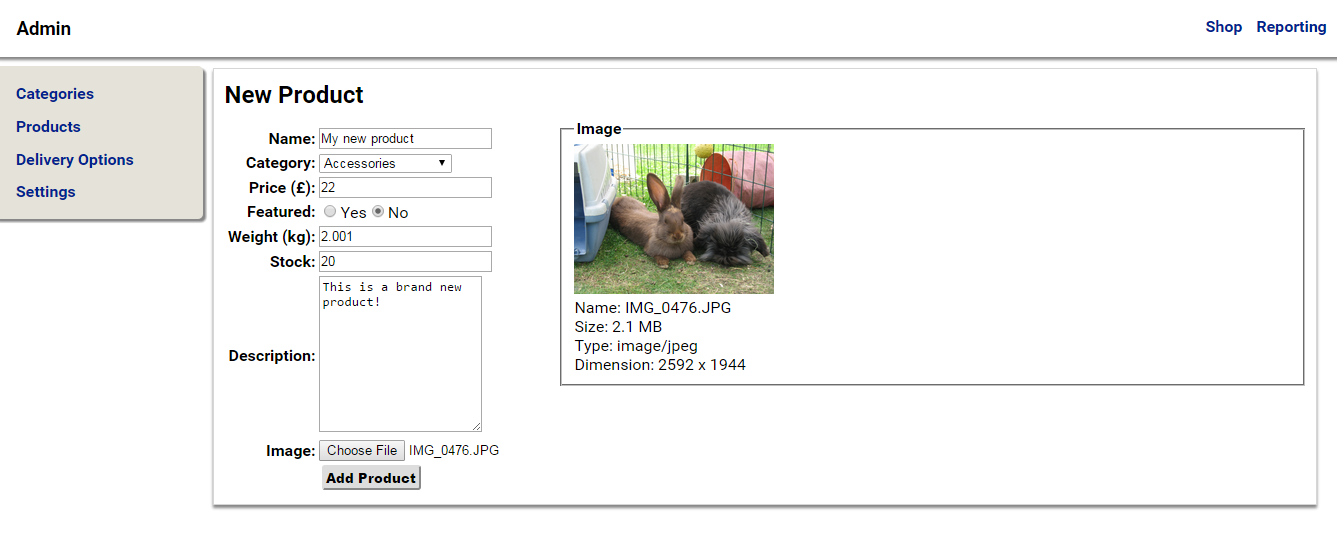 Admin
Shop Reporting
Categories
Products
Delivery Options
Settings
New Product
Name: My new product
Category: Accessories
Price (£): 22
Featured: Yes No
Weight (kg): 2.001
Stock: 20
Description: This is a brand new
product!
Image: Choose File IMG_0476.JPG
Add Product
Image
Name: IMG_0476.JPG
Size: 2.1 MB
Type: image/jpeg
Dimension: 2592 x 1944